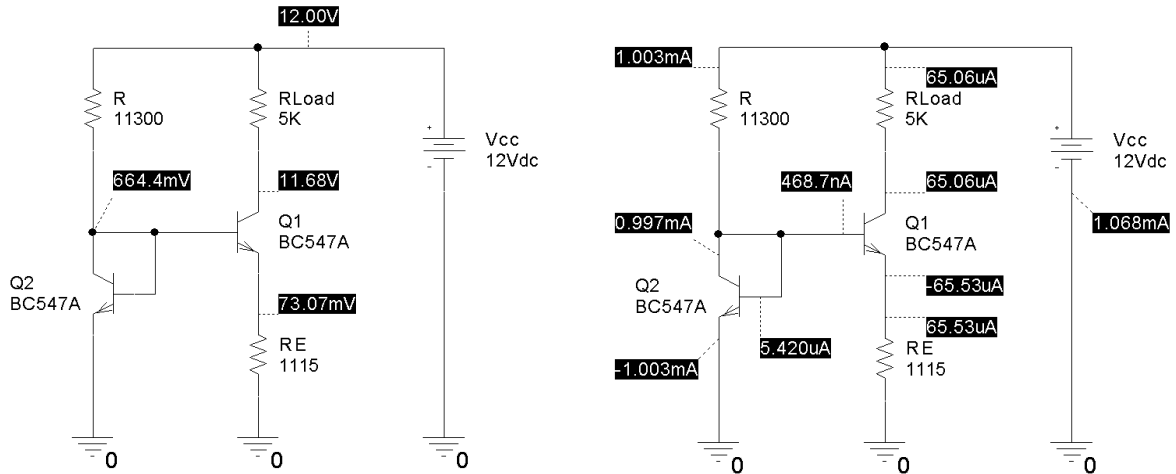 12.00V
R
11300
RLoad
5K
Vcc
12Vdc
+
-
664.4mV
11.68V
Q1
BC547A
Q2
BC547A
73.07mV
RE
1115
0
0
0
1.003mA
65.06uA
R
11300
RLoad
5K
Vcc
12Vdc
+
-
468.7nA
65.06uA
0.997mA
Q1
BC547A
1.068mA
Q2
BC547A
-65.53uA
65.53uA
5.420uA
RE
1115
-1.003mA
0
0
0